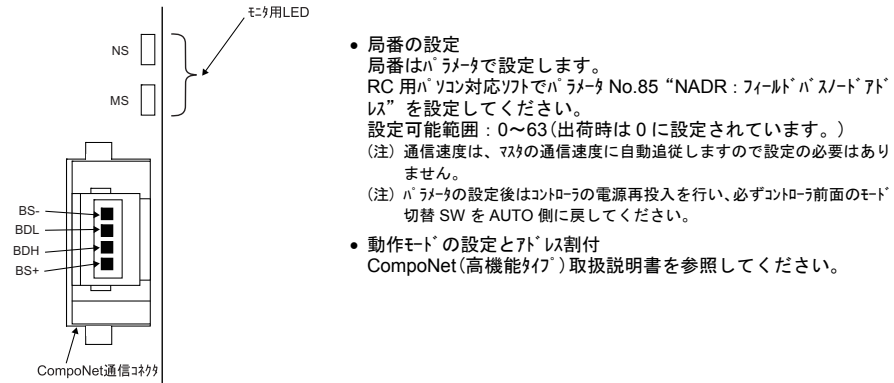 ﾓﾆﾀ用LED
NS
MS
BS-
BDL
BDH
BS+
CompoNet通信ｺﾈｸﾀ
• 局番の設定
局番はﾊﾟﾗﾒｰﾀで設定します。
RC 用ﾊﾟｿｺﾝ対応ｿﾌﾄでﾊﾟﾗﾒｰﾀ No.85 “NADR : ﾌｨｰﾙﾄﾞﾊﾞｽﾉｰﾄﾞｱﾄﾞ
ﾚｽ” を設定してください。
設定可能範囲：0～63(出荷時は 0 に設定されています。)
(注) 通信速度は、ﾏｽﾀの通信速度に自動追従しますので設定の必要はあり
ません。
(注) ﾊﾟﾗﾒｰﾀの設定後はｺﾝﾄﾛｰﾗの電源再投入を行い、必ずｺﾝﾄﾛｰﾗ前面のﾓｰﾄﾞ
切替 SW を AUTO 側に戻してください。
• 動作ﾓｰﾄﾞの設定とｱﾄﾞﾚｽ割付
CompoNet(高機能ﾀｲﾌﾟ)取扱説明書を参照してください。